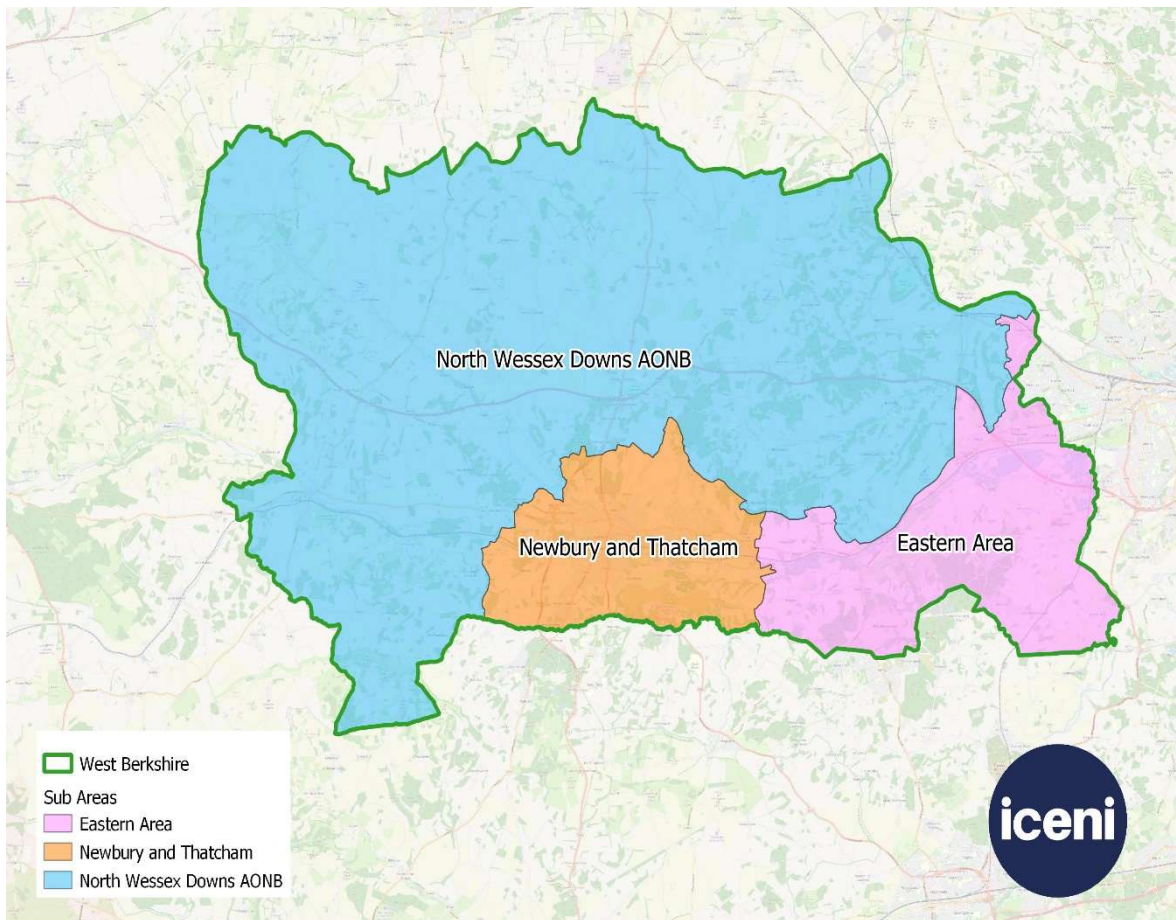 North Wessex Downs AONB
Newbury and Thatcham
Eastern Area
West Berkshire
Sub Areas
Eastern Area
Newbury and Thatcham
North Wessex Downs AONB
iceni